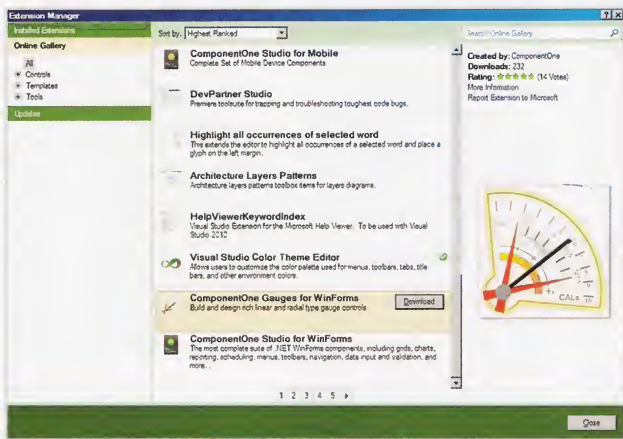 Extension Manager
Installed Extensions
Online Gallery
All
Controls
Templates
Tools
Updates
Sort by: Highest Ranked
ComponentOne Studio for Mobile
Complete Set of Mobile Device Components
DevPartner Studio
Premiere toolsuite for trapping and troubleshooting toughest code bugs.
Highlight all occurrences of selected word
This extends the editor to highlight all occurrences of a selected word and place a
glyph on the left margin.
Architecture Layers Patterns
Architecture layers patterns toolbox items for layers diagrams.
HelpViewerKeywordIndex
Visual Studio Extension for the Microsoft Help Viewer. To be used with Visual
Studio 2010
Visual Studio Color Theme Editor
Allows users to customize the color palette used for menus, toolbars, tabs, title
bars, and other environment colors.
ComponentOne Gauges for WinForms
Build and design rich linear and radial type gauge controls
Download
ComponentOne Studio for WinForms
The most complete suite of .NET WinForms components, including grids, charts,
reporting, scheduling, menus, toolbars, navigation, data input and validation, and
more...
1 2 3 4 5
Search Online Gallery
Created by: ComponentOne
Downloads: 232
Rating: (14 Votes)
More Information
Report Extension to Microsoft
CALs
Close